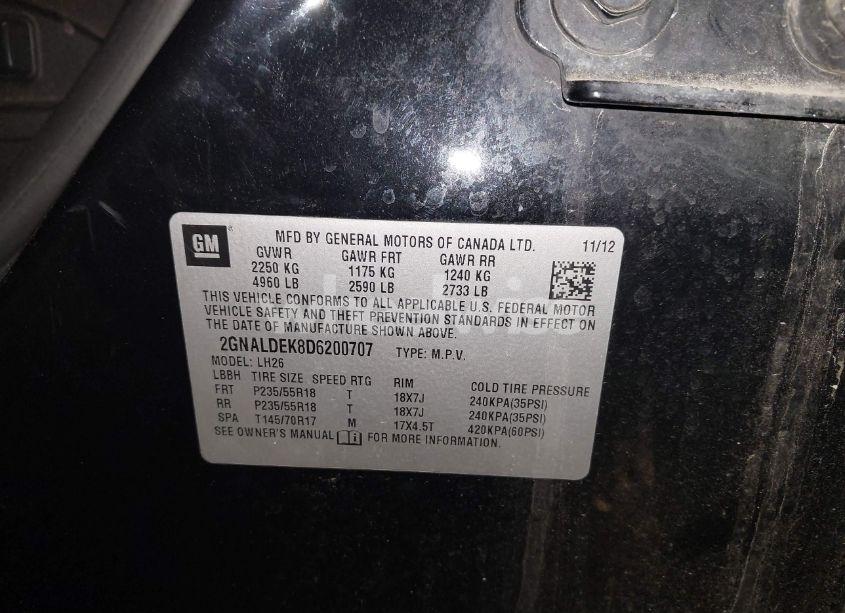 GM
MFD BY GENERAL MOTORS OF CANADA LTD. 11/12
GVWR GAWR FRT GAWR RR
2250 KG 1175 KG 1240 KG
4960 LB 2590 LB 2733 LB
THIS VEHICLE CONFORMS TO ALL APPLICABLE U.S. FEDERAL MOTOR
VEHICLE SAFETY AND THEFT PREVENTION STANDARDS IN EFFECT ON
THE DATE OF MANUFACTURE SHOWN ABOVE.
2GNALDEK8D6200707 TYPE: M.P.V.
MODEL: LH26
LBBH TIRE SIZE SPEED RTG RIM COLD TIRE PRESSURE
FRT P235/55R18 T 18X7J 240KPA(35PSI)
RR P235/55R18 T 18X7J 240KPA(35PSI)
SPA T145/70R17 M 17X4.5T 420KPA(60PSI)
SEE OWNER'S MANUAL FOR MORE INFORMATION.